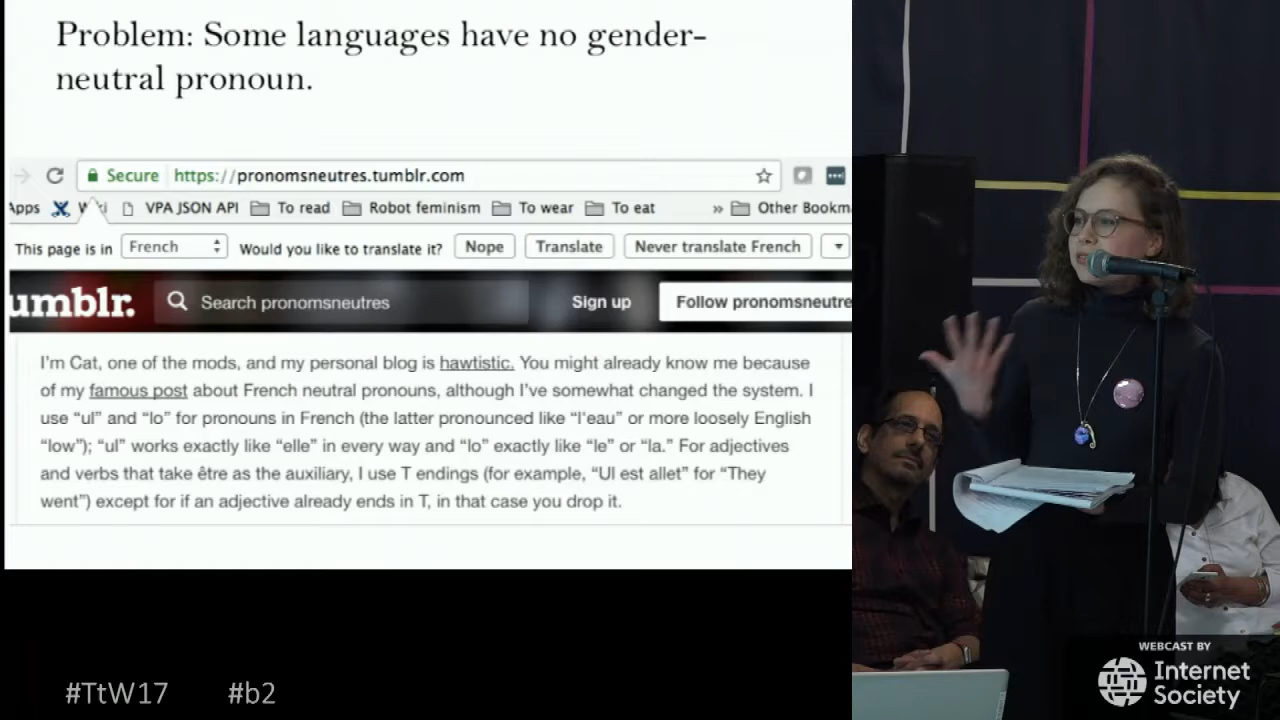 Problem: Some languages have no gender-
neutral pronoun.
Secure https://pronomsneutres.tumblr.com
Apps VPA JSON API To read Robot feminism To wear To eat » Other Bookm
This page is in French Would you like to translate it? Nope Translate Never translate French
umblr. Search pronomsneutres Sign up Follow pronomsneutre
I'm Cat, one of the mods, and my personal blog is hawtistic. You might already know me because
of my famous post about French neutral pronouns, although I've somewhat changed the system. I
use “ul” and “lo” for pronouns in French (the latter pronounced like “l'eau” or more loosely English
“low”); “ul” works exactly like “elle” in every way and “lo” exactly like “le” or “la.” For adjectives
and verbs that take être as the auxiliary, I use T endings (for example, “Ul est allet” for “They
went”) except for if an adjective already ends in T, in that case you drop it.
#TtW17 #b2
WEBCAST BY
Internet
Society